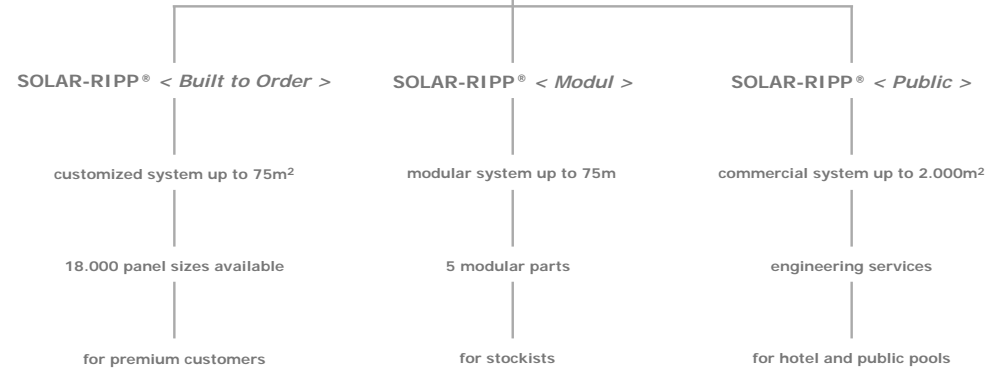 SOLAR-RIPP® < Built to Order >
SOLAR-RIPP® < Modul >
SOLAR-RIPP® < Public >
customized system up to 75m²
modular system up to 75m
commercial system up to 2.000m²
18.000 panel sizes available
5 modular parts
engineering services
for premium customers
for stockists
for hotel and public pools